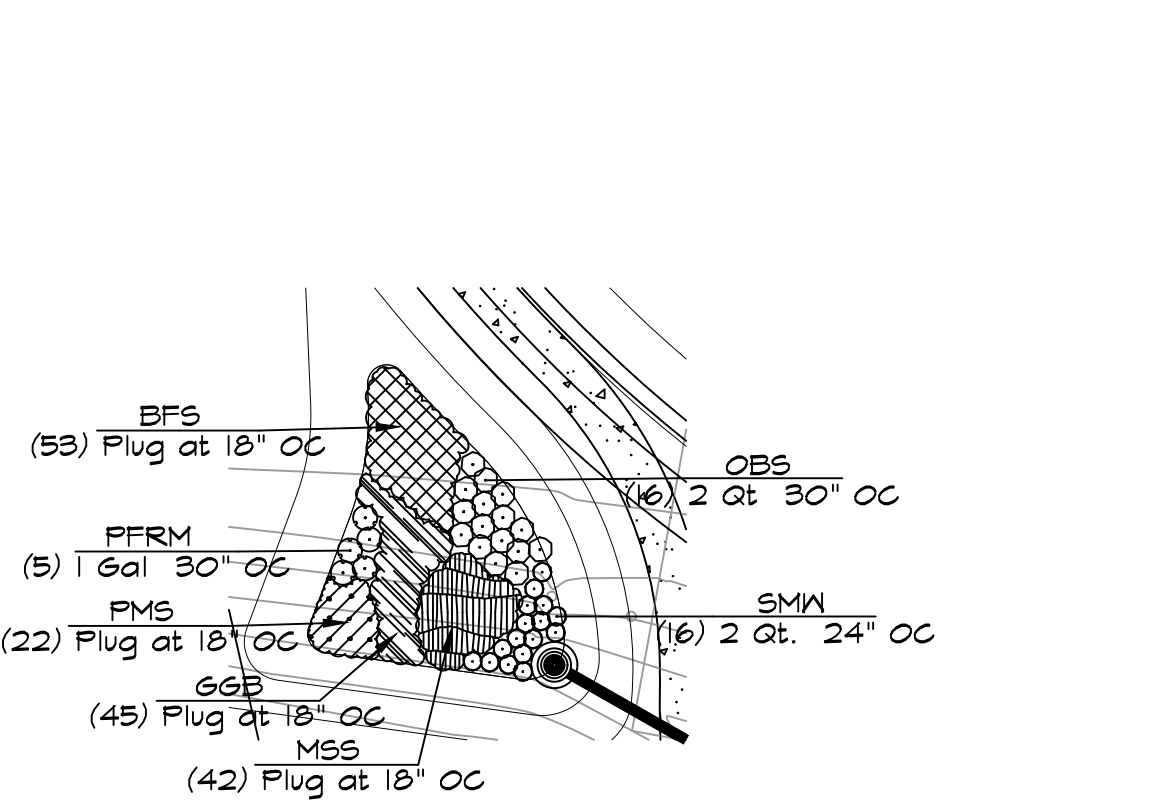 BFS
(53) Plug at 18" OC
OBS
(16) 2 Qt 30" OC
PFRM
(5) 1 Gal 30" OC
PMS
(22) Plug at 18" OC
SMW
(16) 2 Qt. 24" OC
GGB
(45) Plug at 18" OC
MSS
(42) Plug at 18" OC